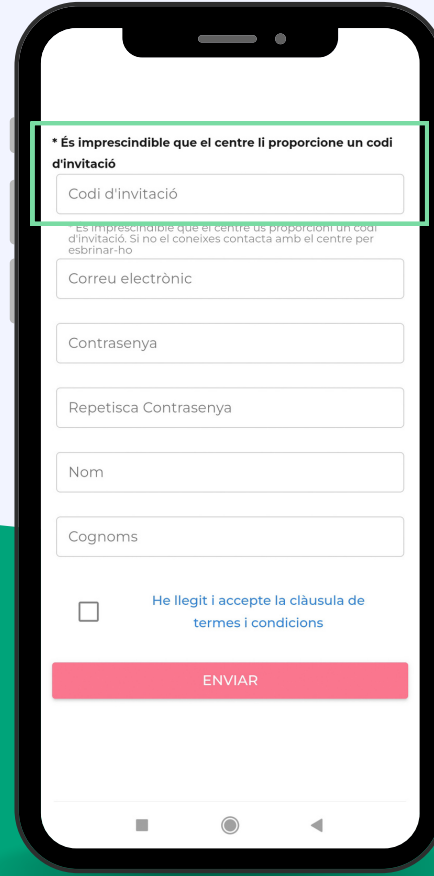 * És imprescindible que el centre li proporcione un codi
d'invitació
Codi d'invitació
* És imprescindible que el centre us proporcioni un codi
d'invitació. Si no el coneixes contacta amb el centre per
esbrinar-ho
Correu electrònic
Contrasenya
Repetisca Contrasenya
Nom
Cognoms
He llegit i accepte la clàusula de
termes i condicions
ENVIAR